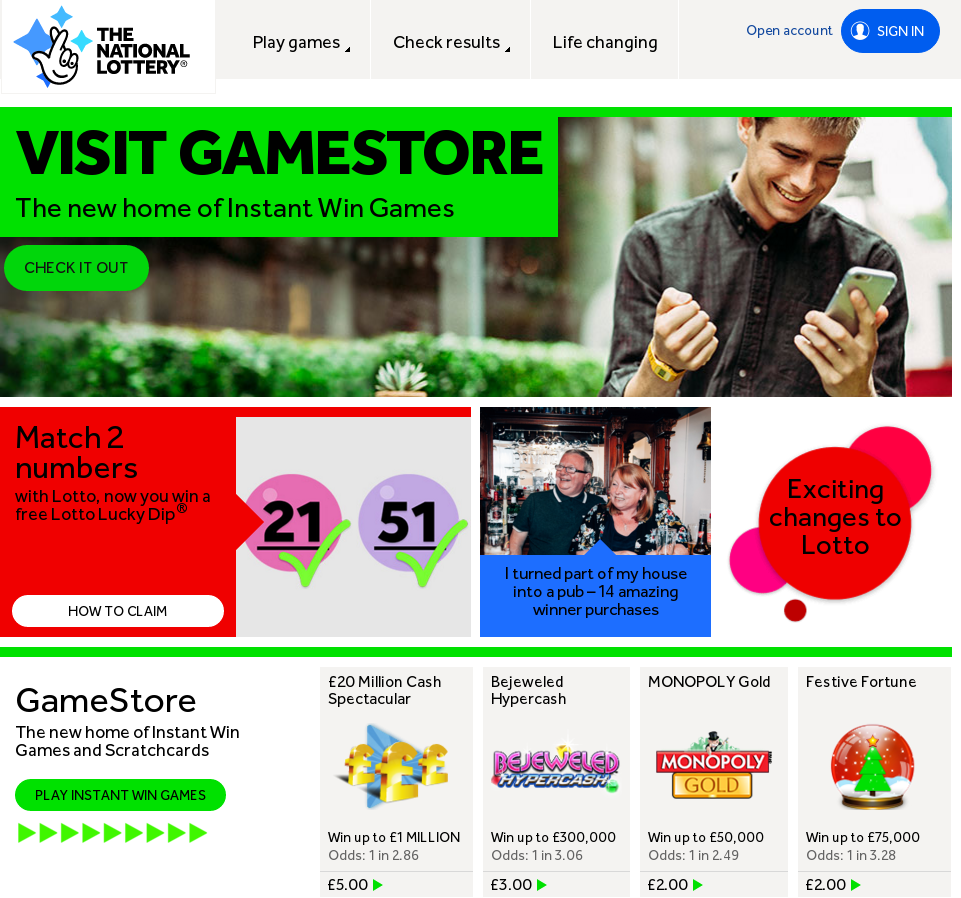 THE
NATIONAL
LOTTERY®
Play games
Check results
Life changing
Open account
SIGN IN
VISIT GAMESTORE
The new home of Instant Win Games
CHECK IT OUT
Match 2
numbers
with Lotto, now you win a
free Lotto Lucky Dip®
HOW TO CLAIM
21
51
I turned part of my house
into a pub – 14 amazing
winner purchases
Exciting
changes to
Lotto
GameStore
The new home of Instant Win
Games and Scratchcards
PLAY INSTANT WIN GAMES
£20 Million Cash
Spectacular
£££
Win up to £1 MILLION
Odds: 1 in 2.86
£5.00
Bejeweled
Hypercash
BEJEWELED
HYPERCASH
Win up to £300,000
Odds: 1 in 3.06
£3.00
MONOPOLY Gold
MONOPOLY
GOLD
Win up to £50,000
Odds: 1 in 2.49
£2.00
Festive Fortune
Win up to £75,000
Odds: 1 in 3.28
£2.00